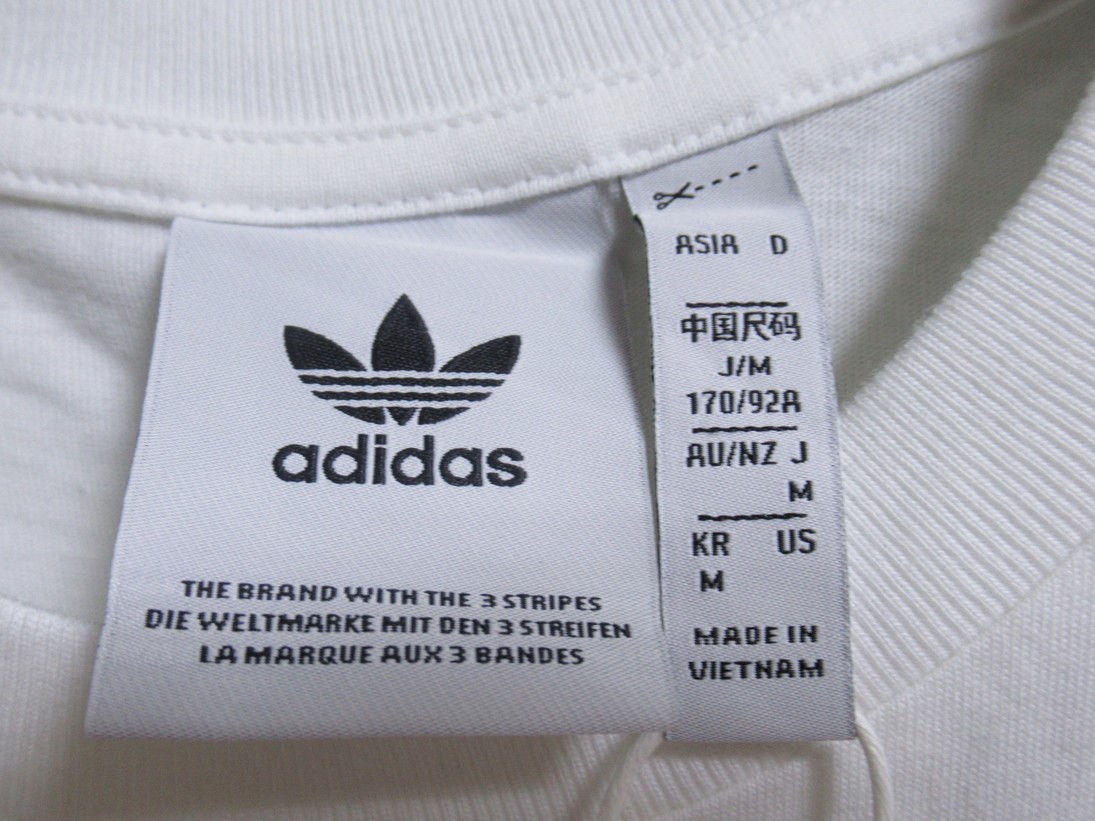 adidas
THE BRAND WITH THE 3 STRIPES
DIE WELTMARKE MIT DEN 3 STREIFEN
LA MARQUE AUX 3 BANDES
ASIA D
中国尺码
J/M
170/92A
AU/NZ J
M
KR US
M
MADE IN
VIETNAM